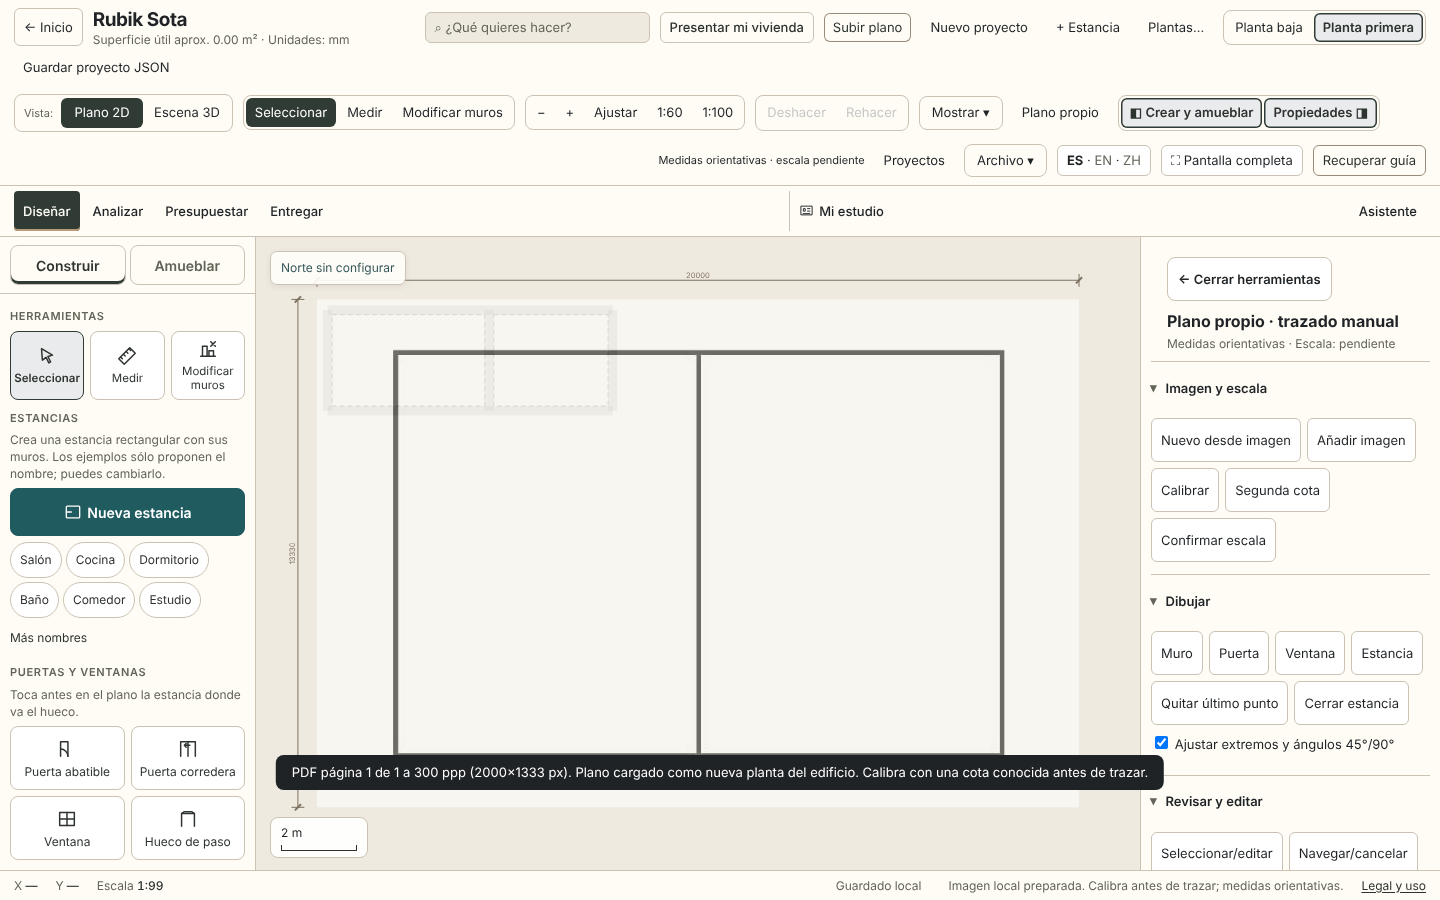 ← Inicio
Rubik Sota
Superficie útil aprox. 0.00 m² · Unidades: mm
¿Qué quieres hacer?
Presentar mi vivienda
Subir plano
Nuevo proyecto
+ Estancia
Plantas...
Planta baja
Planta primera
Guardar proyecto JSON
Vista:
Plano 2D
Escena 3D
Seleccionar
Medir
Modificar muros
−
+
Ajustar
1:60
1:100
Deshacer
Rehacer
Mostrar ▾
Plano propio
Crear y amueblar
Propiedades
Medidas orientativas · escala pendiente
Proyectos
Archivo ▾
ES · EN · ZH
Pantalla completa
Recuperar guía
Diseñar
Analizar
Presupuestar
Entregar
Mi estudio
Asistente
Construir
Amueblar
HERRAMIENTAS
Seleccionar
Medir
Modificar
muros
ESTANCIAS
Crea una estancia rectangular con sus
muros. Los ejemplos sólo proponen el
nombre; puedes cambiarlo.
Nueva estancia
Salón
Cocina
Dormitorio
Baño
Comedor
Estudio
Más nombres
PUERTAS Y VENTANAS
Toca antes en el plano la estancia donde
va el hueco.
Puerta abatible
Puerta corredera
Ventana
Hueco de paso
Norte sin configurar
20000
13330
PDF página 1 de 1 a 300 ppp (2000×1333 px). Plano cargado como nueva planta del edificio. Calibra con una cota conocida antes de trazar.
2 m
← Cerrar herramientas
Plano propio · trazado manual
Medidas orientativas · Escala: pendiente
▼ Imagen y escala
Nuevo desde imagen
Añadir imagen
Calibrar
Segunda cota
Confirmar escala
▼ Dibujar
Muro
Puerta
Ventana
Estancia
Quitar último punto
Cerrar estancia
Ajustar extremos y ángulos 45°/90°
▼ Revisar y editar
Seleccionar/editar
Navegar/cancelar
X —
Y —
Escala 1:99
Guardado local
Imagen local preparada. Calibra antes de trazar; medidas orientativas.
Legal y uso